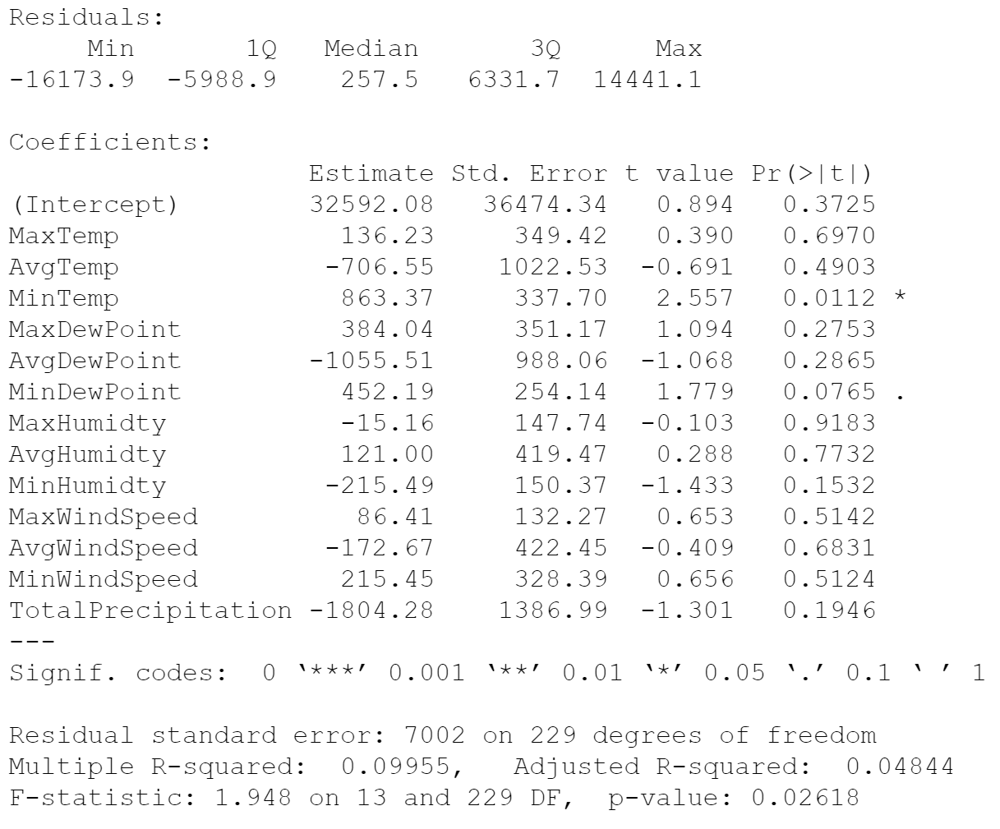 Residuals:
     Min       1Q   Median       3Q      Max
-16173.9  -5988.9    257.5   6331.7  14441.1
Coefficients:
                   Estimate Std. Error t value Pr(>|t|)
(Intercept)        32592.08   36474.34   0.894   0.3725
MaxTemp              136.23     349.42   0.390   0.6970
AvgTemp             -706.55    1022.53  -0.691   0.4903
MinTemp              863.37     337.70   2.557   0.0112 *
MaxDewPoint          384.04     351.17   1.094   0.2753
AvgDewPoint        -1055.51     988.06  -1.068   0.2865
MinDewPoint          452.19     254.14   1.779   0.0765 .
MaxHumidty           -15.16     147.74  -0.103   0.9183
AvgHumidty           121.00     419.47   0.288   0.7732
MinHumidty          -215.49     150.37  -1.433   0.1532
MaxWindSpeed          86.41     132.27   0.653   0.5142
AvgWindSpeed        -172.67     422.45  -0.409   0.6831
MinWindSpeed         215.45     328.39   0.656   0.5124
TotalPrecipitation -1804.28    1386.99  -1.301   0.1946
---
Signif. codes:  0 ‘***’ 0.001 ‘**’ 0.01 ‘*’ 0.05 ‘.’ 0.1 ‘ ’ 1
Residual standard error: 7002 on 229 degrees of freedom
Multiple R-squared:  0.09955,   Adjusted R-squared:  0.04844
F-statistic: 1.948 on 13 and 229 DF,  p-value: 0.02618